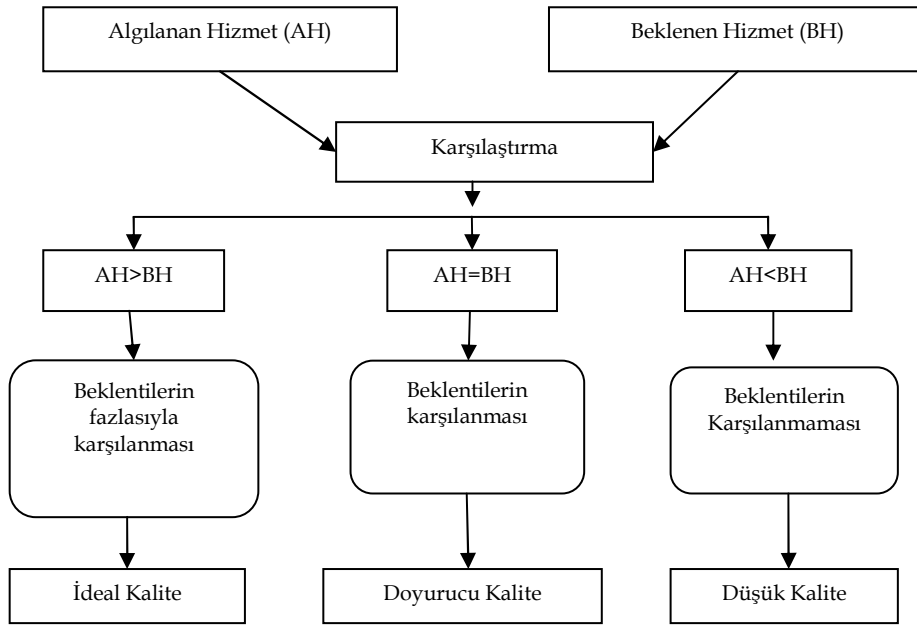 Algılanan Hizmet (AH)
Beklenen Hizmet (BH)
Karşılaştırma
AH>BH
AH=BH
AH<BH
Beklentilerin
fazlasıyla
karşılanması
Beklentilerin
karşılanması
Beklentilerin
Karşılanmaması
İdeal Kalite
Doyurucu Kalite
Düşük Kalite